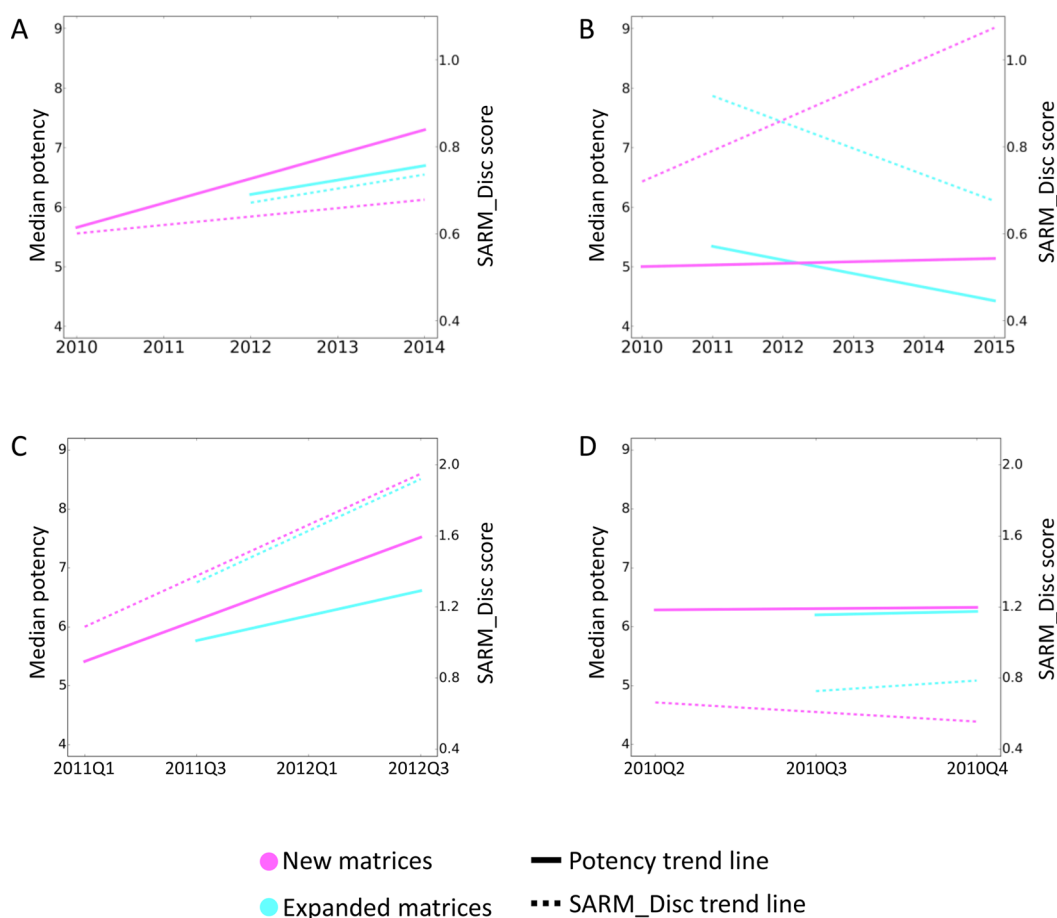 A
Median potency
9
8
7
6
5
4
2010 2011 2012 2013 2014
1.0
0.8
0.6
0.4
SARM_Disc score
B
Median potency
9
8
7
6
5
4
2010 2011 2012 2013 2014 2015
1.0
0.8
0.6
0.4
SARM_Disc score
C
Median potency
9
8
7
6
5
4
2011Q1 2011Q3 2012Q1 2012Q3
2.0
1.6
1.2
0.8
0.4
SARM_Disc score
D
Median potency
9
8
7
6
5
4
2010Q2 2010Q3 2010Q4
2.0
1.6
1.2
0.8
0.4
SARM_Disc score
New matrices
Potency trend line
Expanded matrices
SARM_Disc trend line